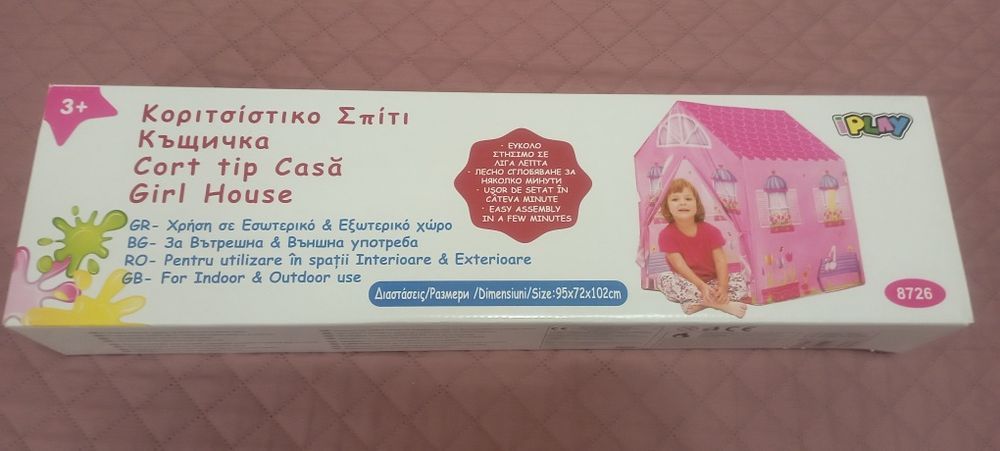 3+
Κοριτσίστικο Σπίτι
Къщичка
Cort tip Casă
Girl House
GR- Χρήση σε Εσωτερικό & Εξωτερικό χώρο
BG- За Вътрешна & Външна употреба
RO- Pentru utilizare în spații Interioare & Exterioare
GB- For Indoor & Outdoor use
· ΕΥΚΟΛΟ
ΣΤΗΣΙΜΟ ΣΕ
ΛΙΓΑ ΛΕΠΤΑ
· ЛЕСНО СГЛОБЯВАНЕ ЗА
НЯКОЛКО МИНУТИ
· UȘOR DE SETAT ÎN
CÂTEVA MINUTE
· EASY ASSEMBLY
IN A FEW MINUTES
Διαστάσεις/Размери /Dimensiuni/Size:95x72x102cm
iPLAY
8726
CE